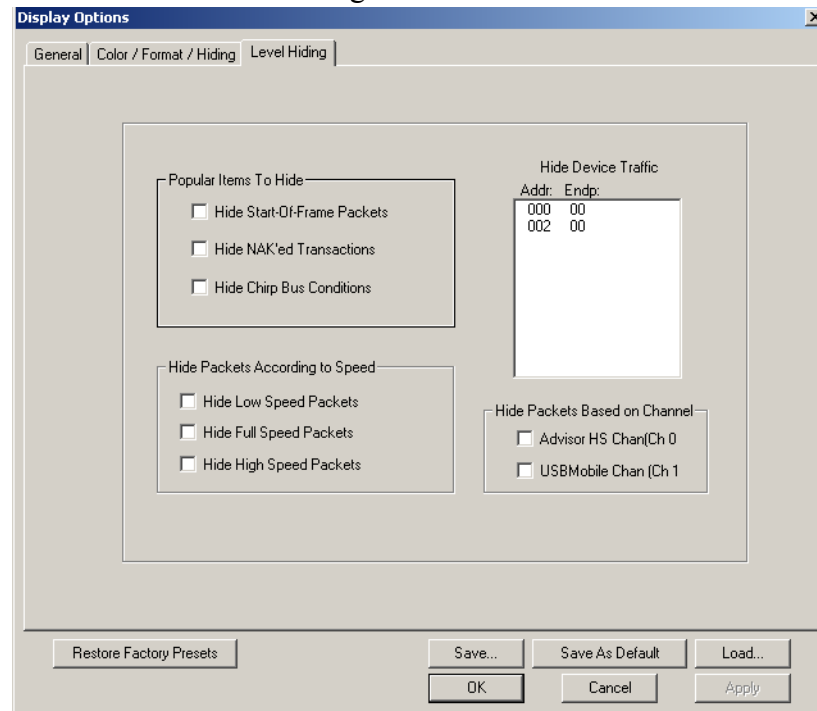 Display Options
General
Color / Format / Hiding
Level Hiding
Popular Items To Hide
Hide Start-Of-Frame Packets
Hide NAK'ed Transactions
Hide Chirp Bus Conditions
Hide Device Traffic
Addr: Endp:
000 00
002 00
Hide Packets According to Speed
Hide Low Speed Packets
Hide Full Speed Packets
Hide High Speed Packets
Hide Packets Based on Channel
Advisor HS Chan(Ch 0
USBMobile Chan (Ch 1
Restore Factory Presets
Save...
Save As Default
Load...
OK
Cancel
Apply